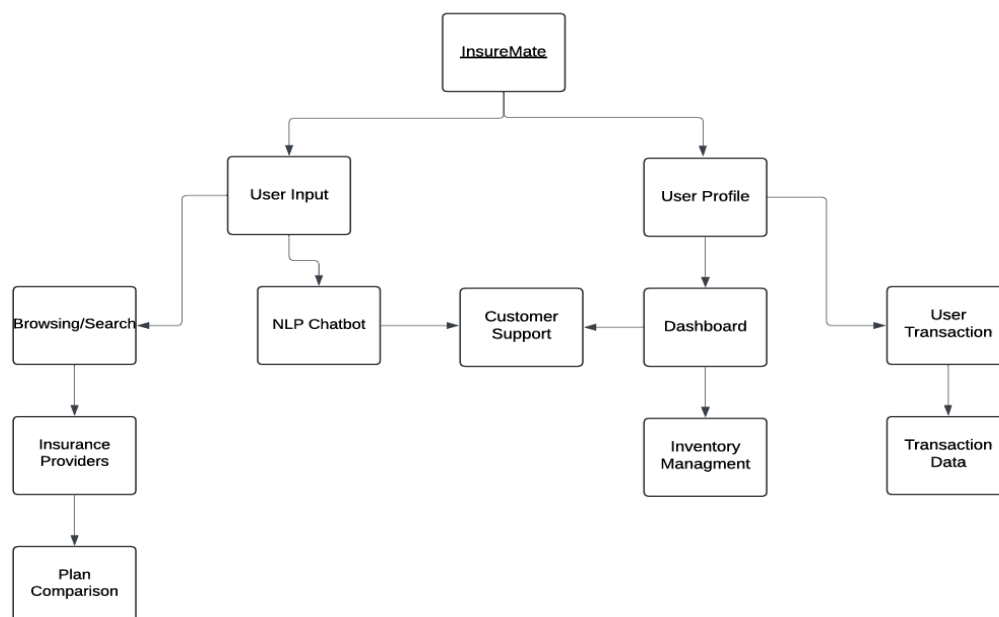 InsureMate
User Input
User Profile
Browsing/Search
NLP Chatbot
Customer
Support
Dashboard
User
Transaction
Insurance
Providers
Inventory
Managment
Transaction
Data
Plan
Comparison